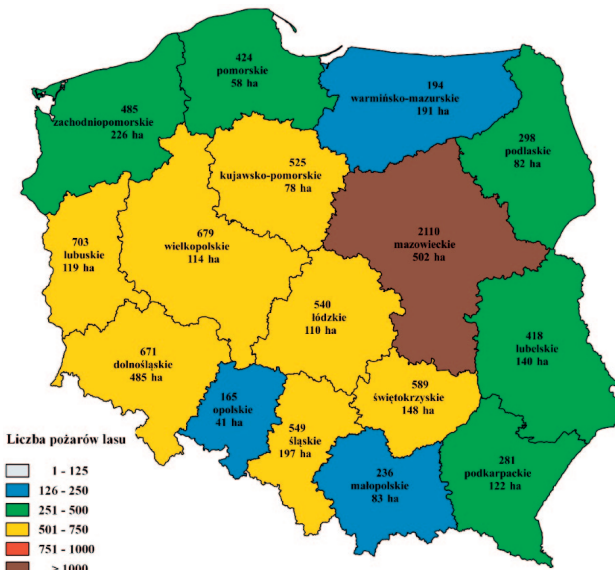 424
pomorskie
58 ha
194
warmińsko-mazurskie
191 ha
485
zachodniopomorskie
226 ha
298
podlaskie
82 ha
525
kujawsko-pomorskie
78 ha
2110
mazowieckie
502 ha
703
lubuskie
119 ha
679
wielkopolskie
114 ha
540
łódzkie
110 ha
418
lubelskie
140 ha
671
dolnośląskie
485 ha
589
świętokrzyskie
148 ha
165
opolskie
41 ha
549
śląskie
197 ha
236
małopolskie
83 ha
281
podkarpackie
122 ha
Liczba pożarów lasu
1 - 125
126 - 250
251 - 500
501 - 750
751 - 1000
> 1000